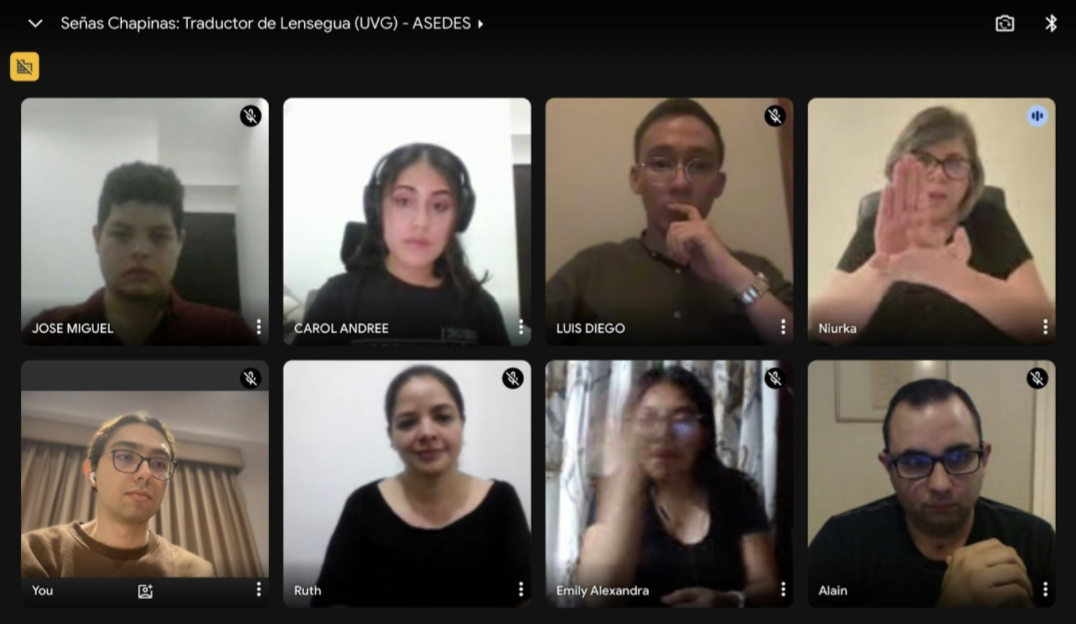 Señas Chapinas: Traductor de Lensegua (UVG) - ASEDES
JOSE MIGUEL
CAROL ANDREE
LUIS DIEGO
Niurka
You
Ruth
Emily Alexandra
Alain